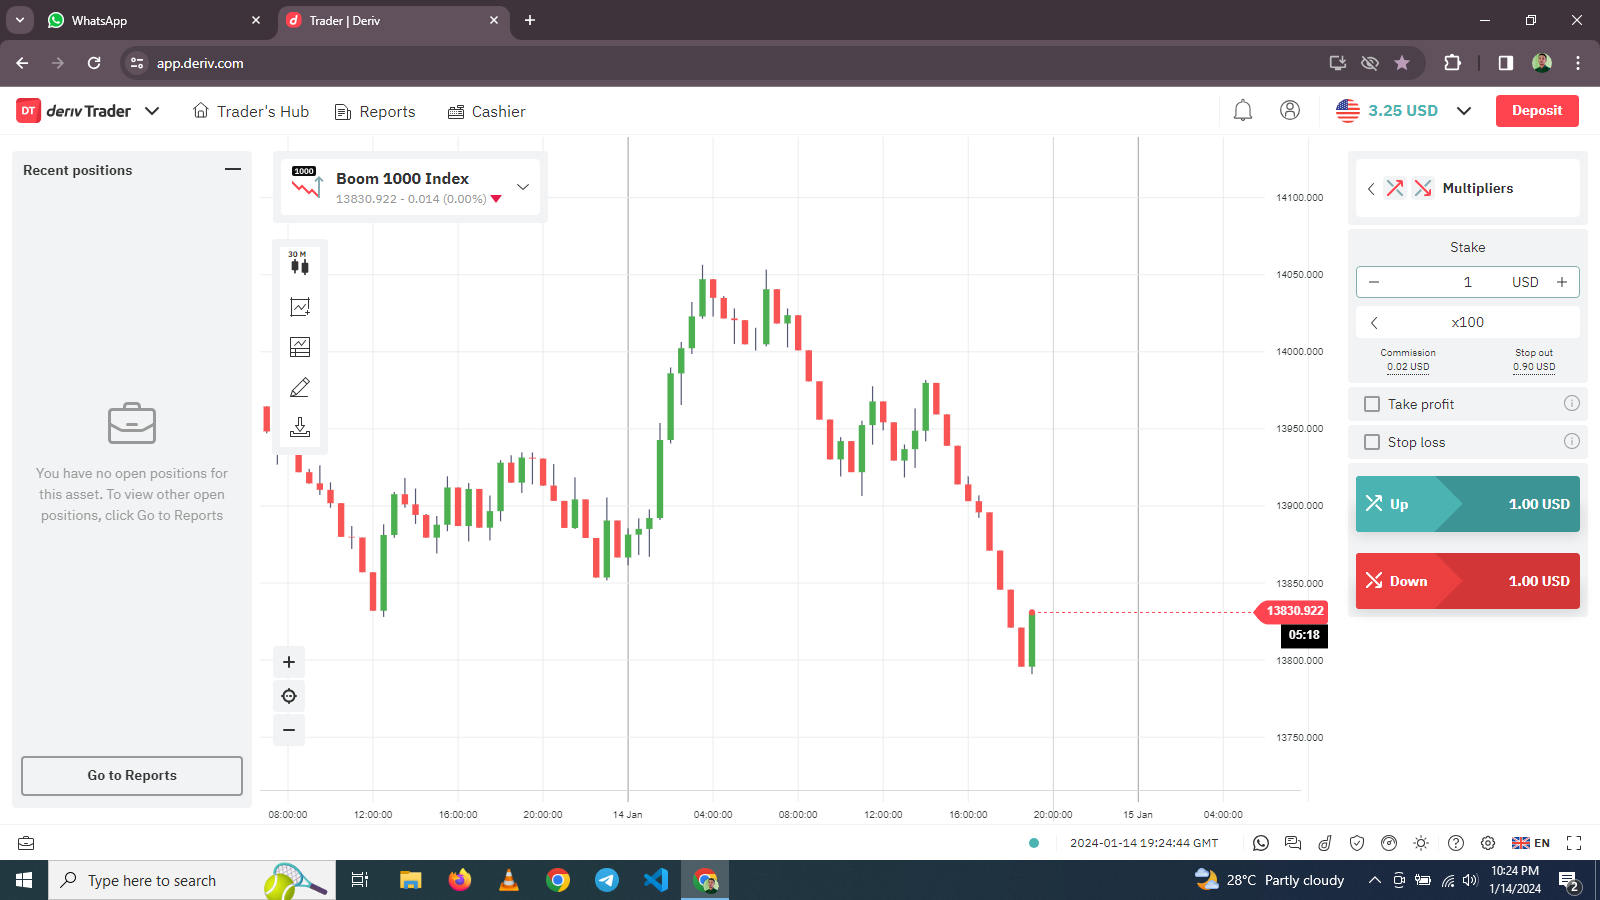 WhatsApp
Trader | Deriv
app.deriv.com
DT deriv Trader
Trader's Hub
Reports
Cashier
3.25 USD
Deposit
Recent positions
1000
Boom 1000 Index
13830.922 - 0.014 (0.00%)
30 M
You have no open positions for
this asset. To view other open
positions, click Go to Reports
Go to Reports
14100.000
14050.000
14000.000
13950.000
13900.000
13850.000
13830.922
05:18
13800.000
13750.000
08:00:00
12:00:00
16:00:00
20:00:00
14 Jan
04:00:00
08:00:00
12:00:00
16:00:00
20:00:00
15 Jan
04:00:00
Multipliers
Stake
1 USD
x100
Commission
0.02 USD
Stop out
0.90 USD
Take profit
Stop loss
Up 1.00 USD
Down 1.00 USD
2024-01-14 19:24:44 GMT
EN
Type here to search
28°C Partly cloudy
10:24 PM
1/14/2024
2